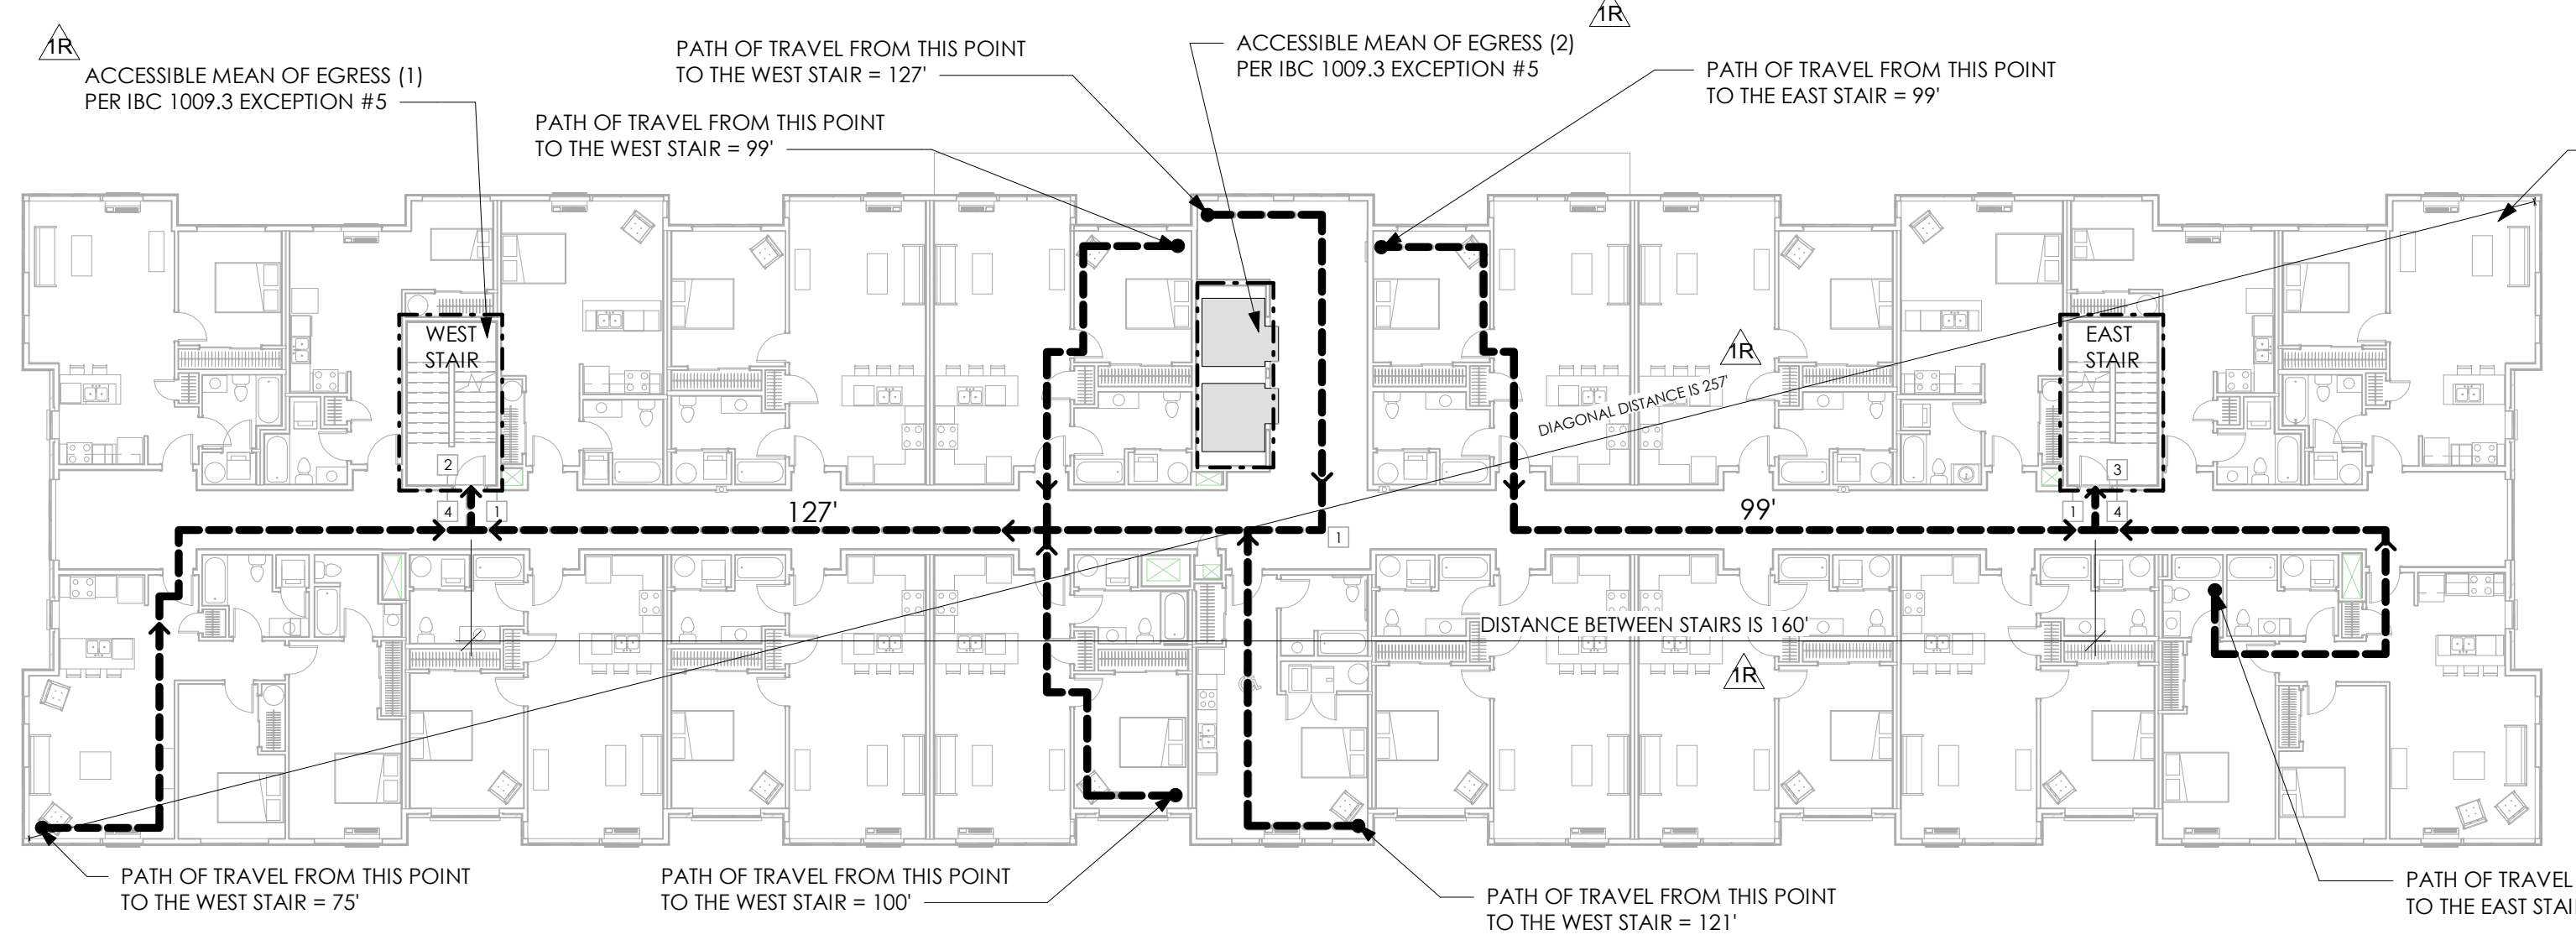 1R
1R
ACCESSIBLE MEAN OF EGRESS (1)
PER IBC 1009.3 EXCEPTION #5
PATH OF TRAVEL FROM THIS POINT
TO THE WEST STAIR = 127'
ACCESSIBLE MEAN OF EGRESS (2)
PER IBC 1009.3 EXCEPTION #5
PATH OF TRAVEL FROM THIS POINT
TO THE EAST STAIR = 99'
PATH OF TRAVEL FROM THIS POINT
TO THE WEST STAIR = 99'
WEST
STAIR
EAST
STAIR
1R
DIAGONAL DISTANCE IS 257'
2
3
4
1
127'
99'
1
4
1
DISTANCE BETWEEN STAIRS IS 160'
1R
PATH OF TRAVEL FROM THIS POINT
TO THE WEST STAIR = 75'
PATH OF TRAVEL FROM THIS POINT
TO THE WEST STAIR = 100'
PATH OF TRAVEL FROM THIS POINT
TO THE WEST STAIR = 121'
PATH OF TRAVEL
TO THE EAST STAI